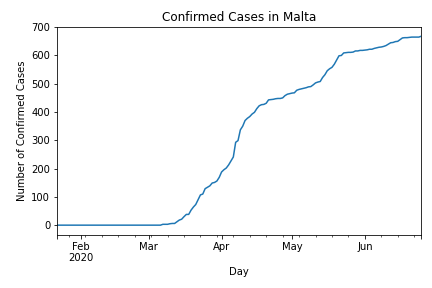 Confirmed Cases in Malta
700
600
500
400
300
200
100
0
Number of Confirmed Cases
Feb
2020
Mar
Apr
May
Jun
Day